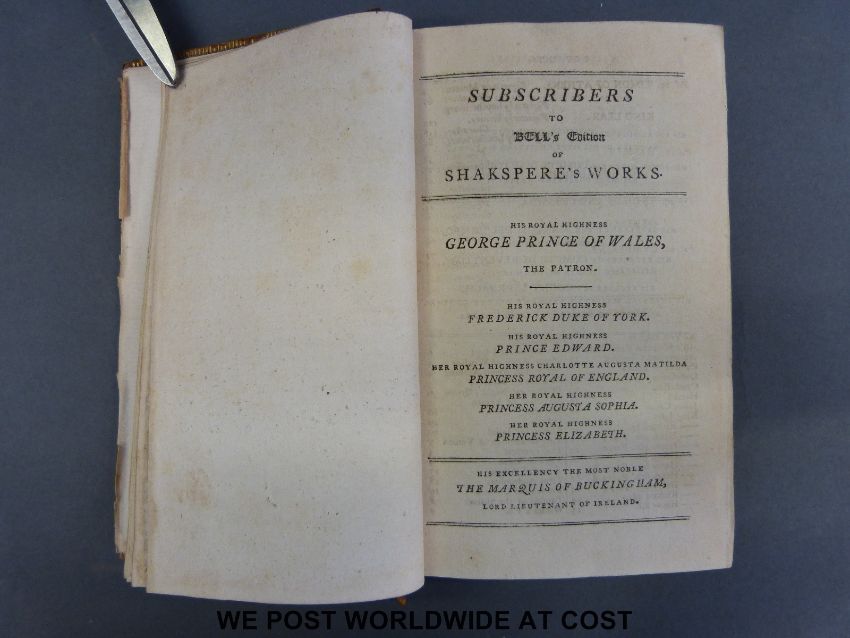 SUBSCRIBERS
TO
BELL's Edition
OF
SHAKSPERE's WORKS.
HIS ROYAL HIGHNESS
GEORGE PRINCE OF WALES,
THE PATRON.
HIS ROYAL HIGHNESS
FREDERICK DUKE OF YORK.
HIS ROYAL HIGHNESS
PRINCE EDWARD.
HER ROYAL HIGHNESS CHARLOTTE AUGUSTA MATILDA
PRINCESS ROYAL OF ENGLAND.
HER ROYAL HIGHNESS
PRINCESS AUGUSTA SOPHIA.
HER ROYAL HIGHNESS
PRINCESS ELIZABETH.
HIS EXCELLENCY THE MOST NOBLE
THE MARQUIS OF BUCKINGHAM,
LORD LIEUTENANT OF IRELAND.
WE POST WORLDWIDE AT COST